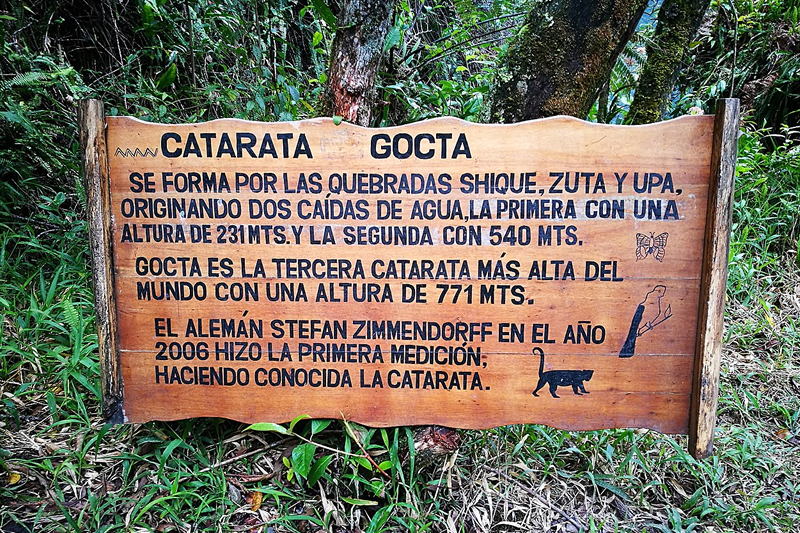 CATARATA GOCTA
SE FORMA POR LAS QUEBRADAS SHIQUE, ZUTA Y UPA,
ORIGINANDO DOS CAÍDAS DE AGUA, LA PRIMERA CON UNA
ALTURA DE 231 MTS. Y LA SEGUNDA CON 540 MTS.
GOCTA ES LA TERCERA CATARATA MÁS ALTA DEL
MUNDO CON UNA ALTURA DE 771 MTS.
EL ALEMÁN STEFAN ZIMMENDORFF EN EL AÑO
2006 HIZO LA PRIMERA MEDICIÓN,
HACIENDO CONOCIDA LA CATARATA.